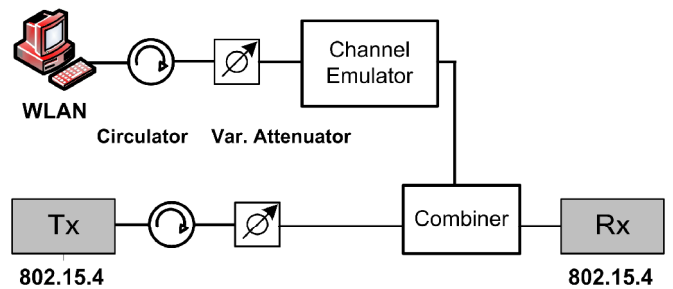 Channel
Emulator
WLAN
Circulator
Var. Attenuator
Tx
Combiner
Rx
802.15.4
802.15.4